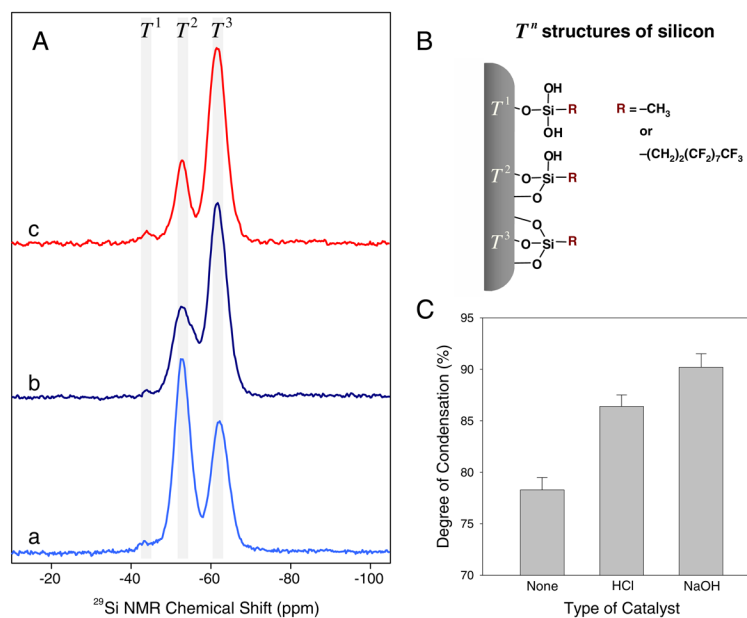 A
T¹ T² T³
c
b
a
-20 -40 -60 -80 -100
²⁹Si NMR Chemical Shift (ppm)
B
Tⁿ structures of silicon
T¹
OH
O Si R
OH
R = –CH₃
or
–(CH₂)₂(CF₂)₇CF₃
T²
OH
O Si R
O
T³
O
O Si R
O
C
Degree of Condensation (%)
95
90
85
80
75
70
None HCl NaOH
Type of Catalyst